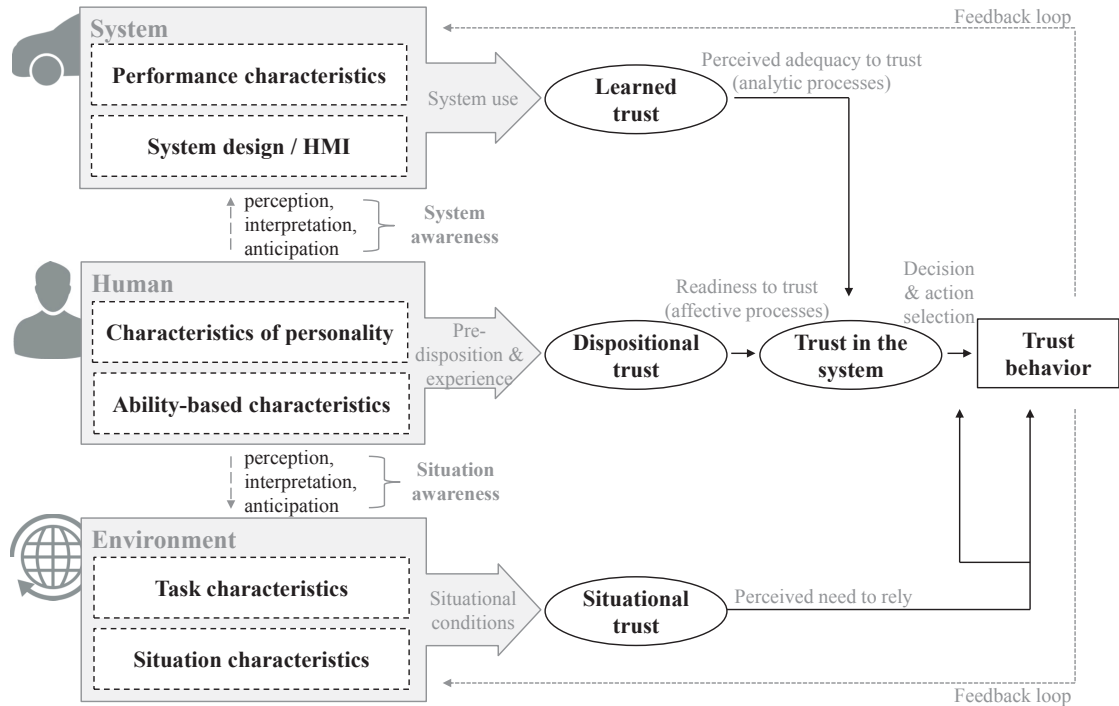 System
Feedback loop
Performance characteristics
System design / HMI
System use
Learned
trust
Perceived adequacy to trust
(analytic processes)
perception,
interpretation,
anticipation
System
awareness
Human
Characteristics of personality
Ability-based characteristics
Pre-
disposition &
experience
Dispositional
trust
Readiness to trust
(affective processes)
Trust in the
system
Decision
& action
selection
Trust
behavior
perception,
interpretation,
anticipation
Situation
awareness
Environment
Task characteristics
Situation characteristics
Situational
conditions
Situational
trust
Perceived need to rely
Feedback loop